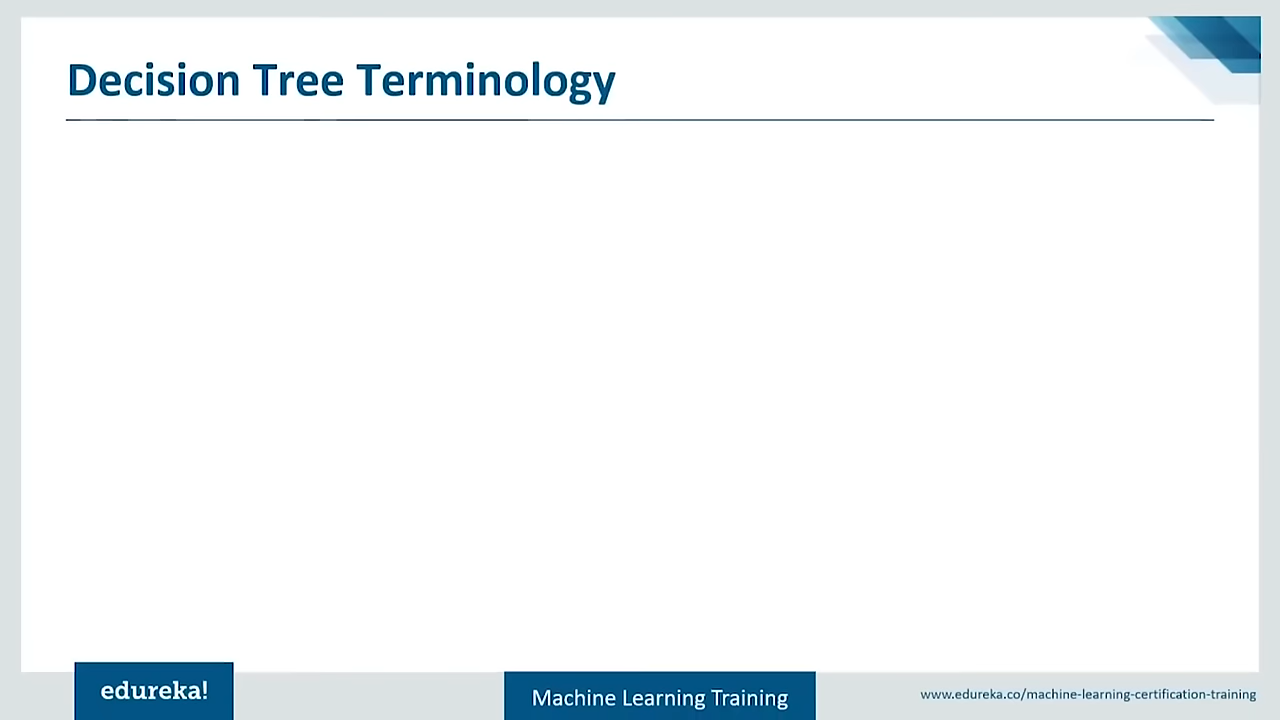 Decision Tree Terminology
edureka!
Machine Learning Training
www.edureka.co/machine-learning-certification-training